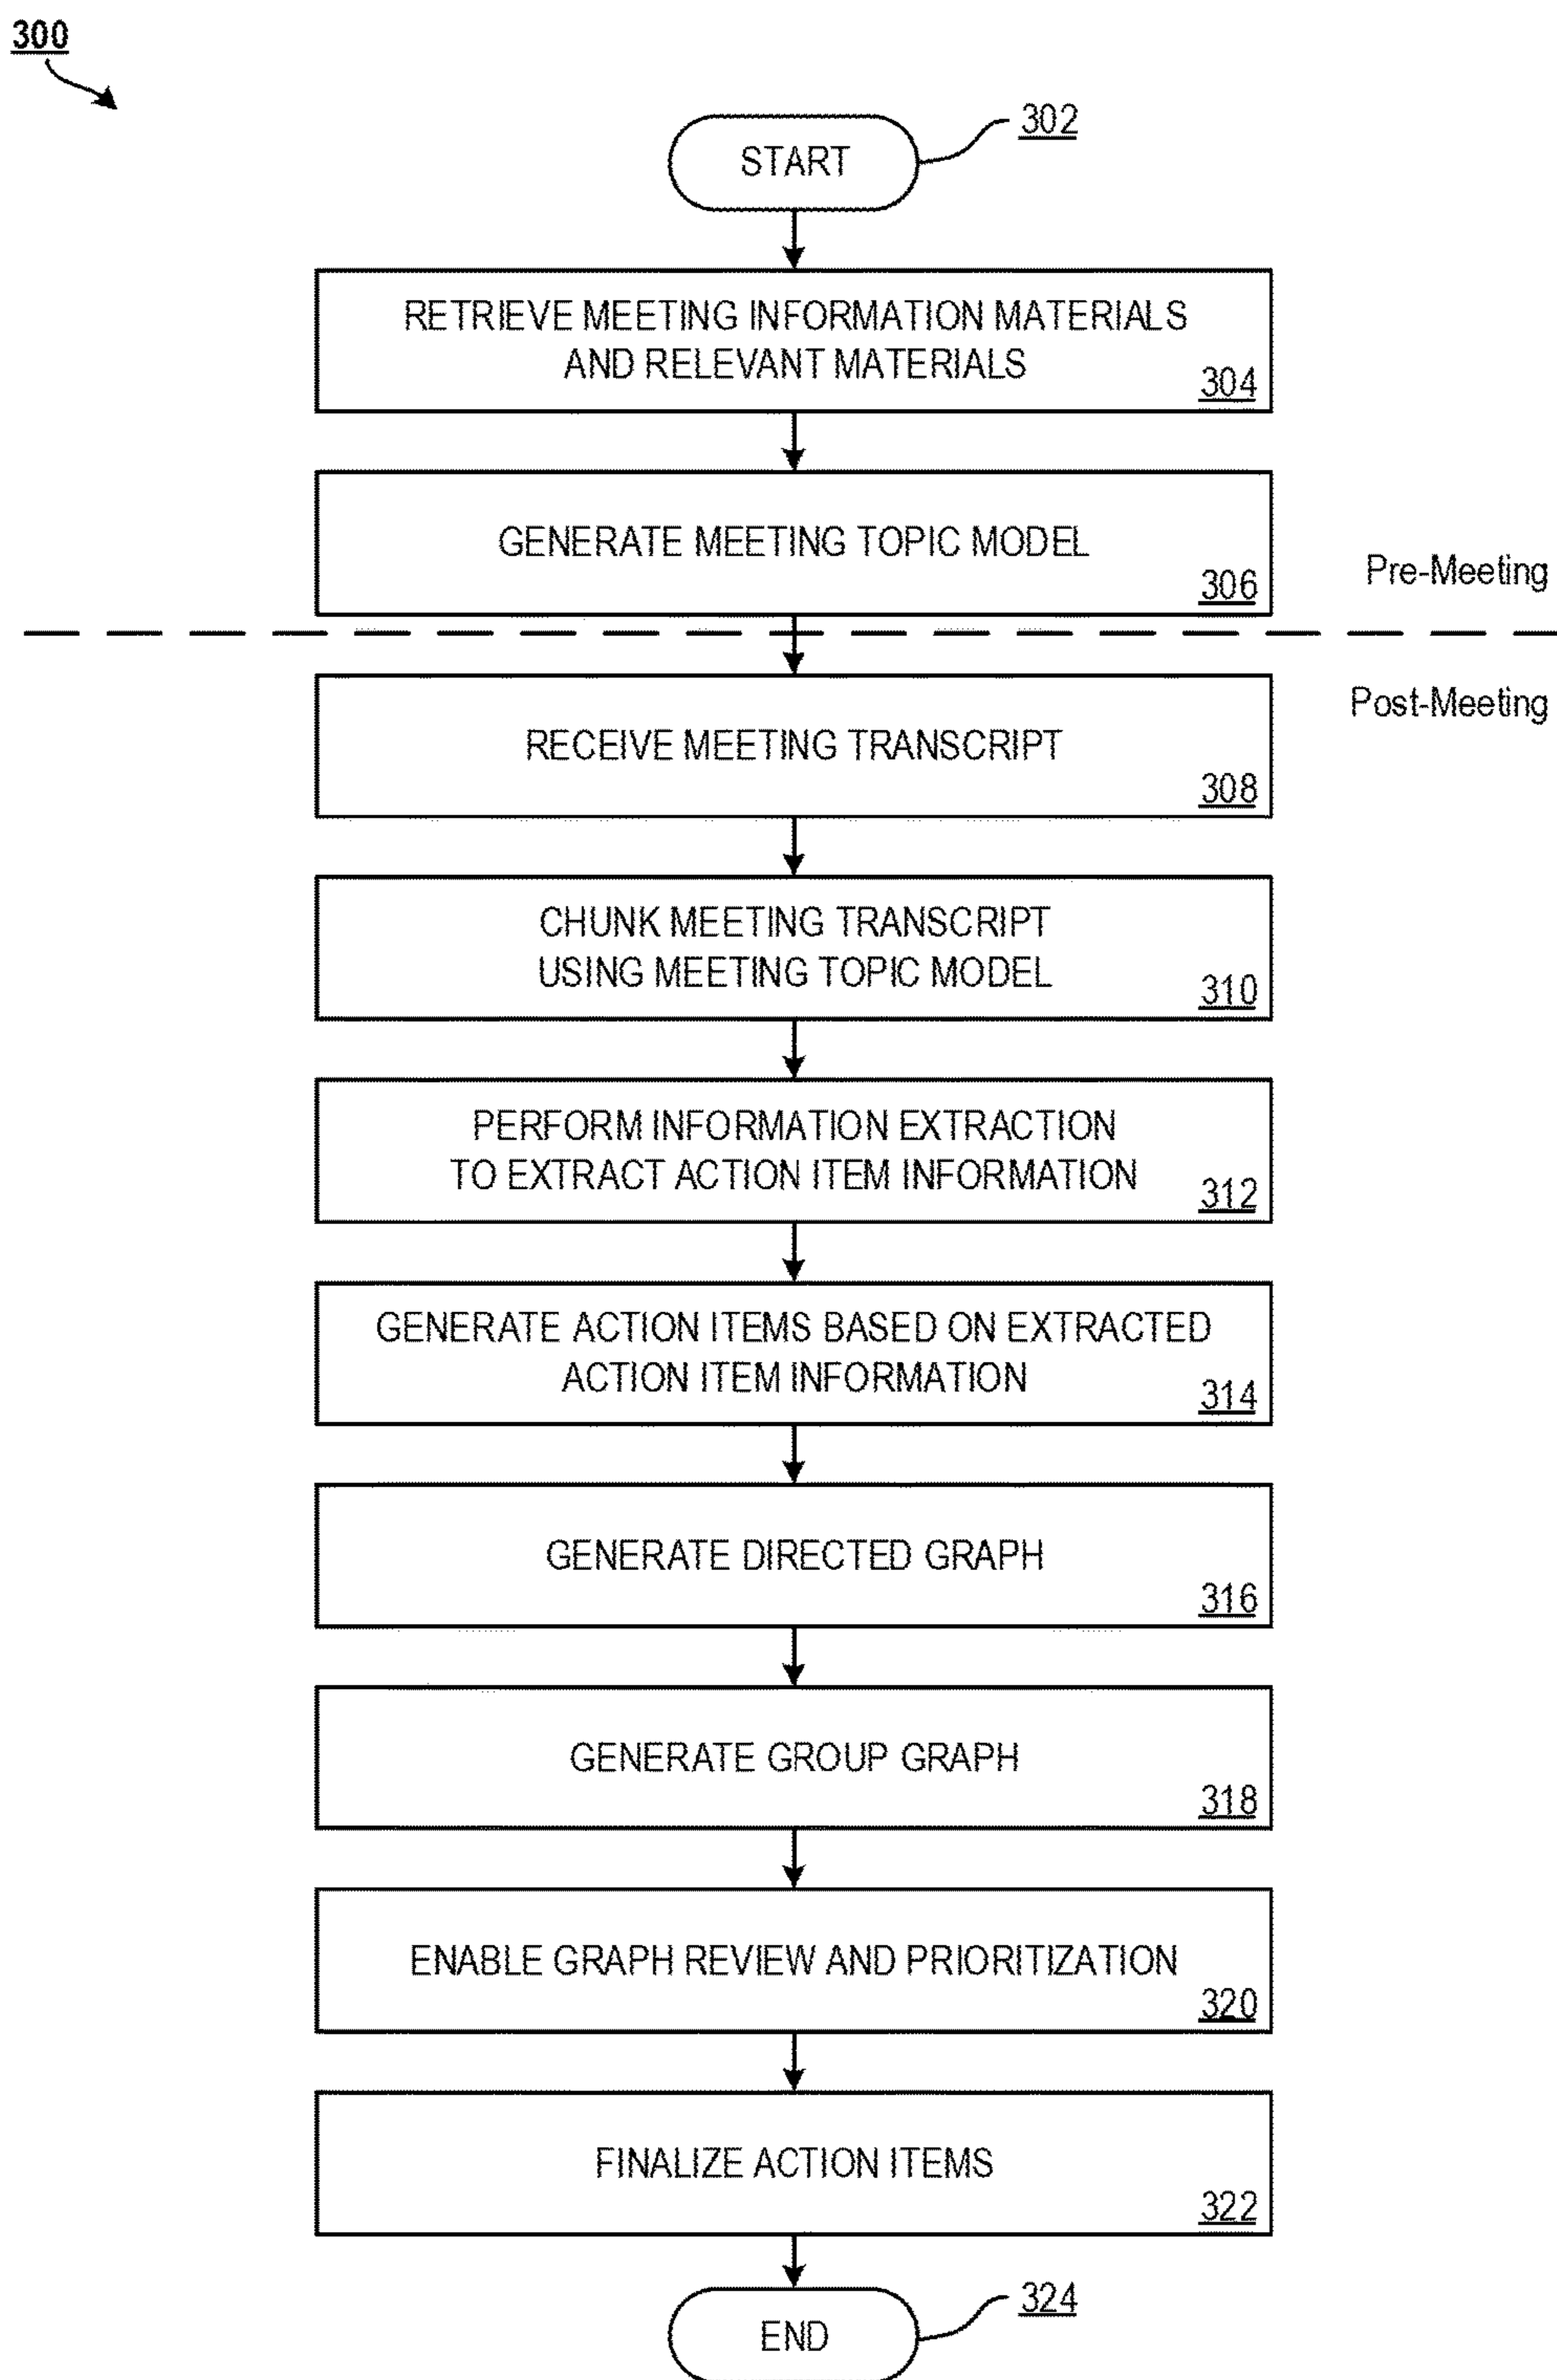 300
302
START
RETRIEVE MEETING INFORMATION MATERIALS
AND RELEVANT MATERIALS
304
GENERATE MEETING TOPIC MODEL
306
Pre-Meeting
Post-Meeting
RECEIVE MEETING TRANSCRIPT
308
CHUNK MEETING TRANSCRIPT
USING MEETING TOPIC MODEL
310
PERFORM INFORMATION EXTRACTION
TO EXTRACT ACTION ITEM INFORMATION
312
GENERATE ACTION ITEMS BASED ON EXTRACTED
ACTION ITEM INFORMATION
314
GENERATE DIRECTED GRAPH
316
GENERATE GROUP GRAPH
318
ENABLE GRAPH REVIEW AND PRIORITIZATION
320
FINALIZE ACTION ITEMS
322
324
END